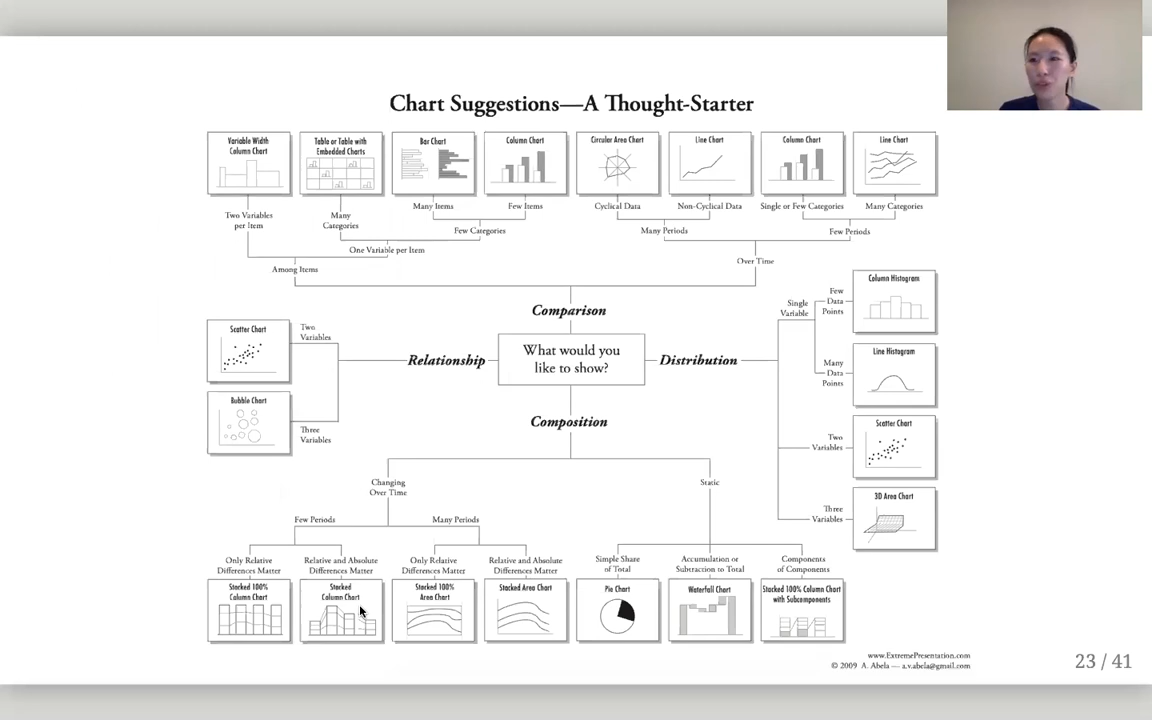 Chart Suggestions—A Thought-Starter
Variable Width
Column Chart
Table or Table with
Embedded Charts
Bar Chart
Column Chart
Circular Area Chart
Line Chart
Column Chart
Line Chart
Two Variables
per Item
Many
Categories
Many Items
Few Items
Cyclical Data
Non-Cyclical Data
Single or Few Categories
Many Categories
Few Categories
Many Periods
Few Periods
One Variable per Item
Among Items
Over Time
Comparison
What would you
like to show?
Relationship
Distribution
Composition
Scatter Chart
Two
Variables
Bubble Chart
Three
Variables
Single
Variable
Few
Data
Points
Column Histogram
Many
Data
Points
Line Histogram
Two
Variables
Scatter Chart
Three
Variables
3D Area Chart
Changing
Over Time
Static
Few Periods
Many Periods
Only Relative
Differences Matter
Relative and Absolute
Differences Matter
Only Relative
Differences Matter
Relative and Absolute
Differences Matter
Simple Share
of Total
Accumulation or
Subtraction to Total
Components
of Components
Stacked 100%
Column Chart
Stacked
Column Chart
Stacked 100%
Area Chart
Stacked Area Chart
Pie Chart
Waterfall Chart
Stacked 100% Column Chart
with Subcomponents
www.ExtremePresentation.com
© 2009 A. Abela — a.v.abela@gmail.com
23 / 41